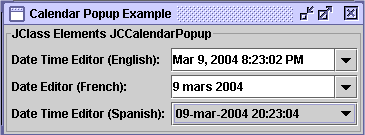 Calendar Popup Example
JClass Elements JCCalendarPopup
Date Time Editor (English): Mar 9, 2004 8:23:02 PM
Date Editor (French): 9 mars 2004
Date Time Editor (Spanish): 09-mar-2004 20:23:04